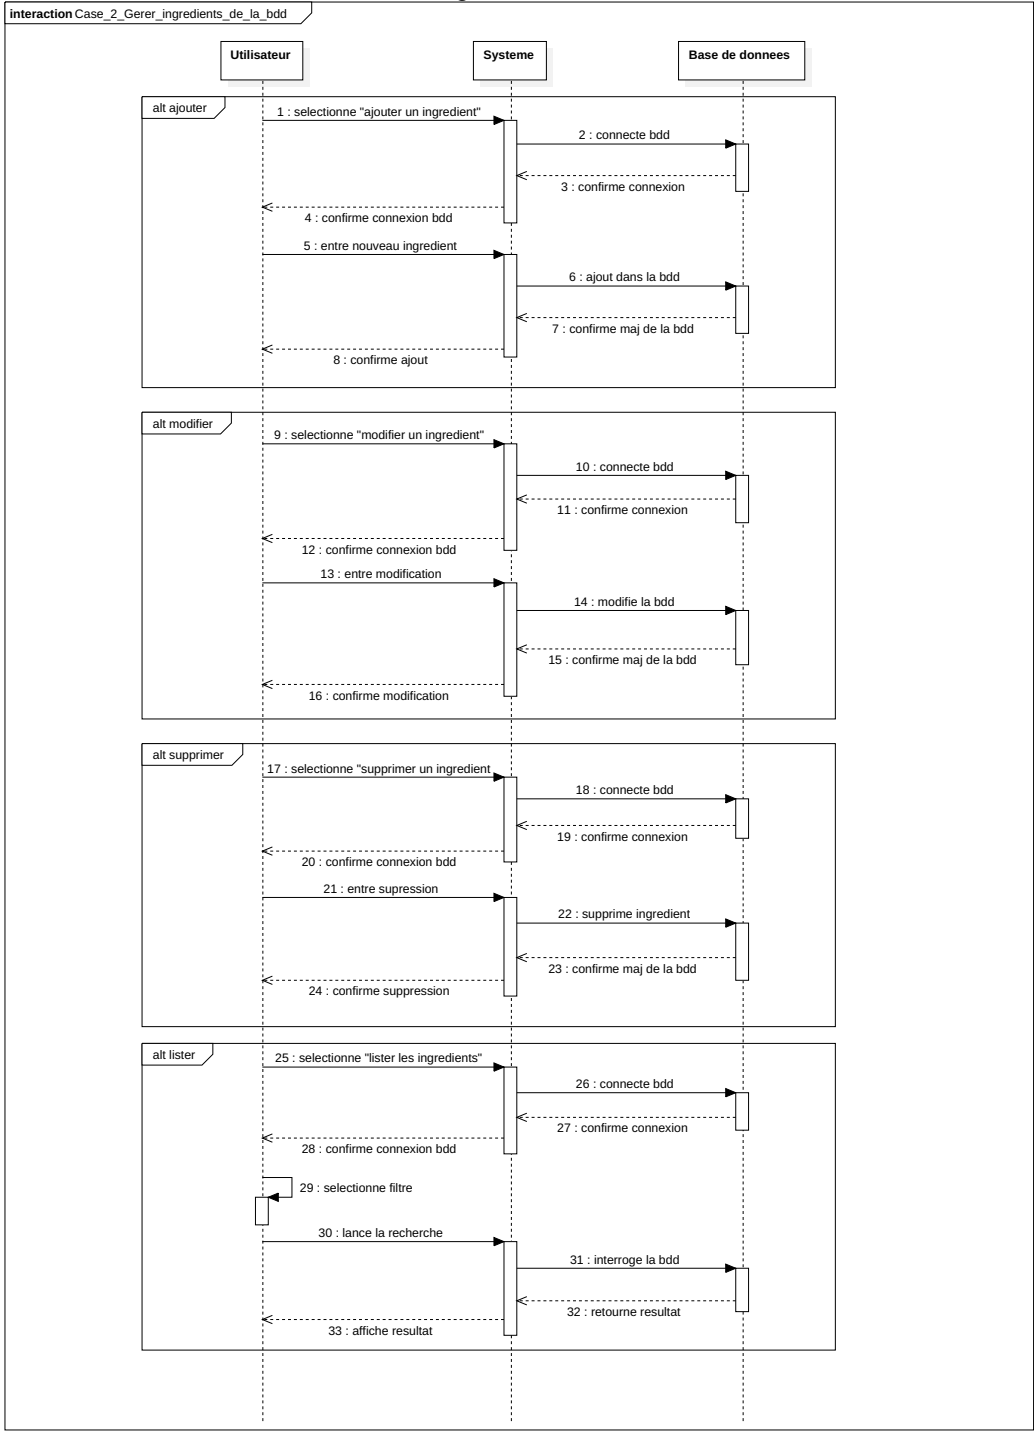 interaction Case_2_Gerer_ingredients_de_la_bdd
Utilisateur
Systeme
Base de donnees
alt ajouter
1 : selectionne "ajouter un ingredient"
2 : connecte bdd
3 : confirme connexion
4 : confirme connexion bdd
5 : entre nouveau ingredient
6 : ajout dans la bdd
7 : confirme maj de la bdd
8 : confirme ajout
alt modifier
9 : selectionne "modifier un ingredient"
10 : connecte bdd
11 : confirme connexion
12 : confirme connexion bdd
13 : entre modification
14 : modifie la bdd
15 : confirme maj de la bdd
16 : confirme modification
alt supprimer
17 : selectionne "supprimer un ingredient
18 : connecte bdd
19 : confirme connexion
20 : confirme connexion bdd
21 : entre supression
22 : supprime ingredient
23 : confirme maj de la bdd
24 : confirme suppression
alt lister
25 : selectionne "lister les ingredients"
26 : connecte bdd
27 : confirme connexion
28 : confirme connexion bdd
29 : selectionne filtre
30 : lance la recherche
31 : interroge la bdd
32 : retourne resultat
33 : affiche resultat